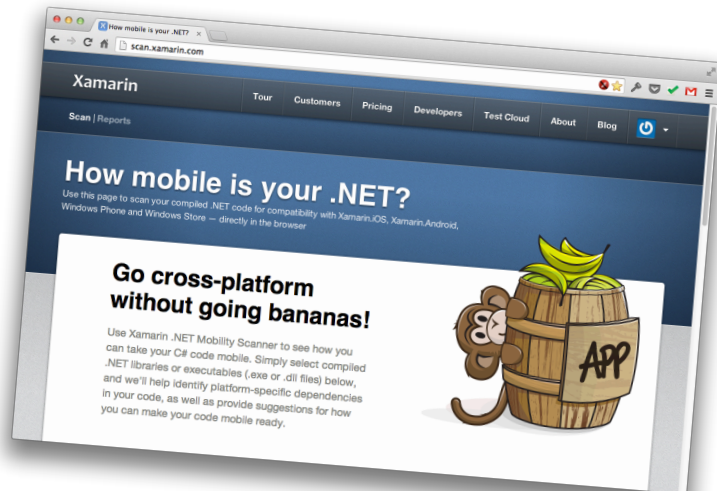 How mobile is your .NET?
scan.xamarin.com
Xamarin
Tour Customers Pricing Developers Test Cloud About Blog
Scan | Reports
How mobile is your .NET?
Use this page to scan your compiled .NET code for compatibility with Xamarin.iOS, Xamarin.Android,
Windows Phone and Windows Store — directly in the browser
Go cross-platform
without going bananas!
Use Xamarin .NET Mobility Scanner to see how you
can take your C# code mobile. Simply select compiled
.NET libraries or executables (.exe or .dll files) below,
and we'll help identify platform-specific dependencies
in your code, as well as provide suggestions for how
you can make your code mobile ready.
APP